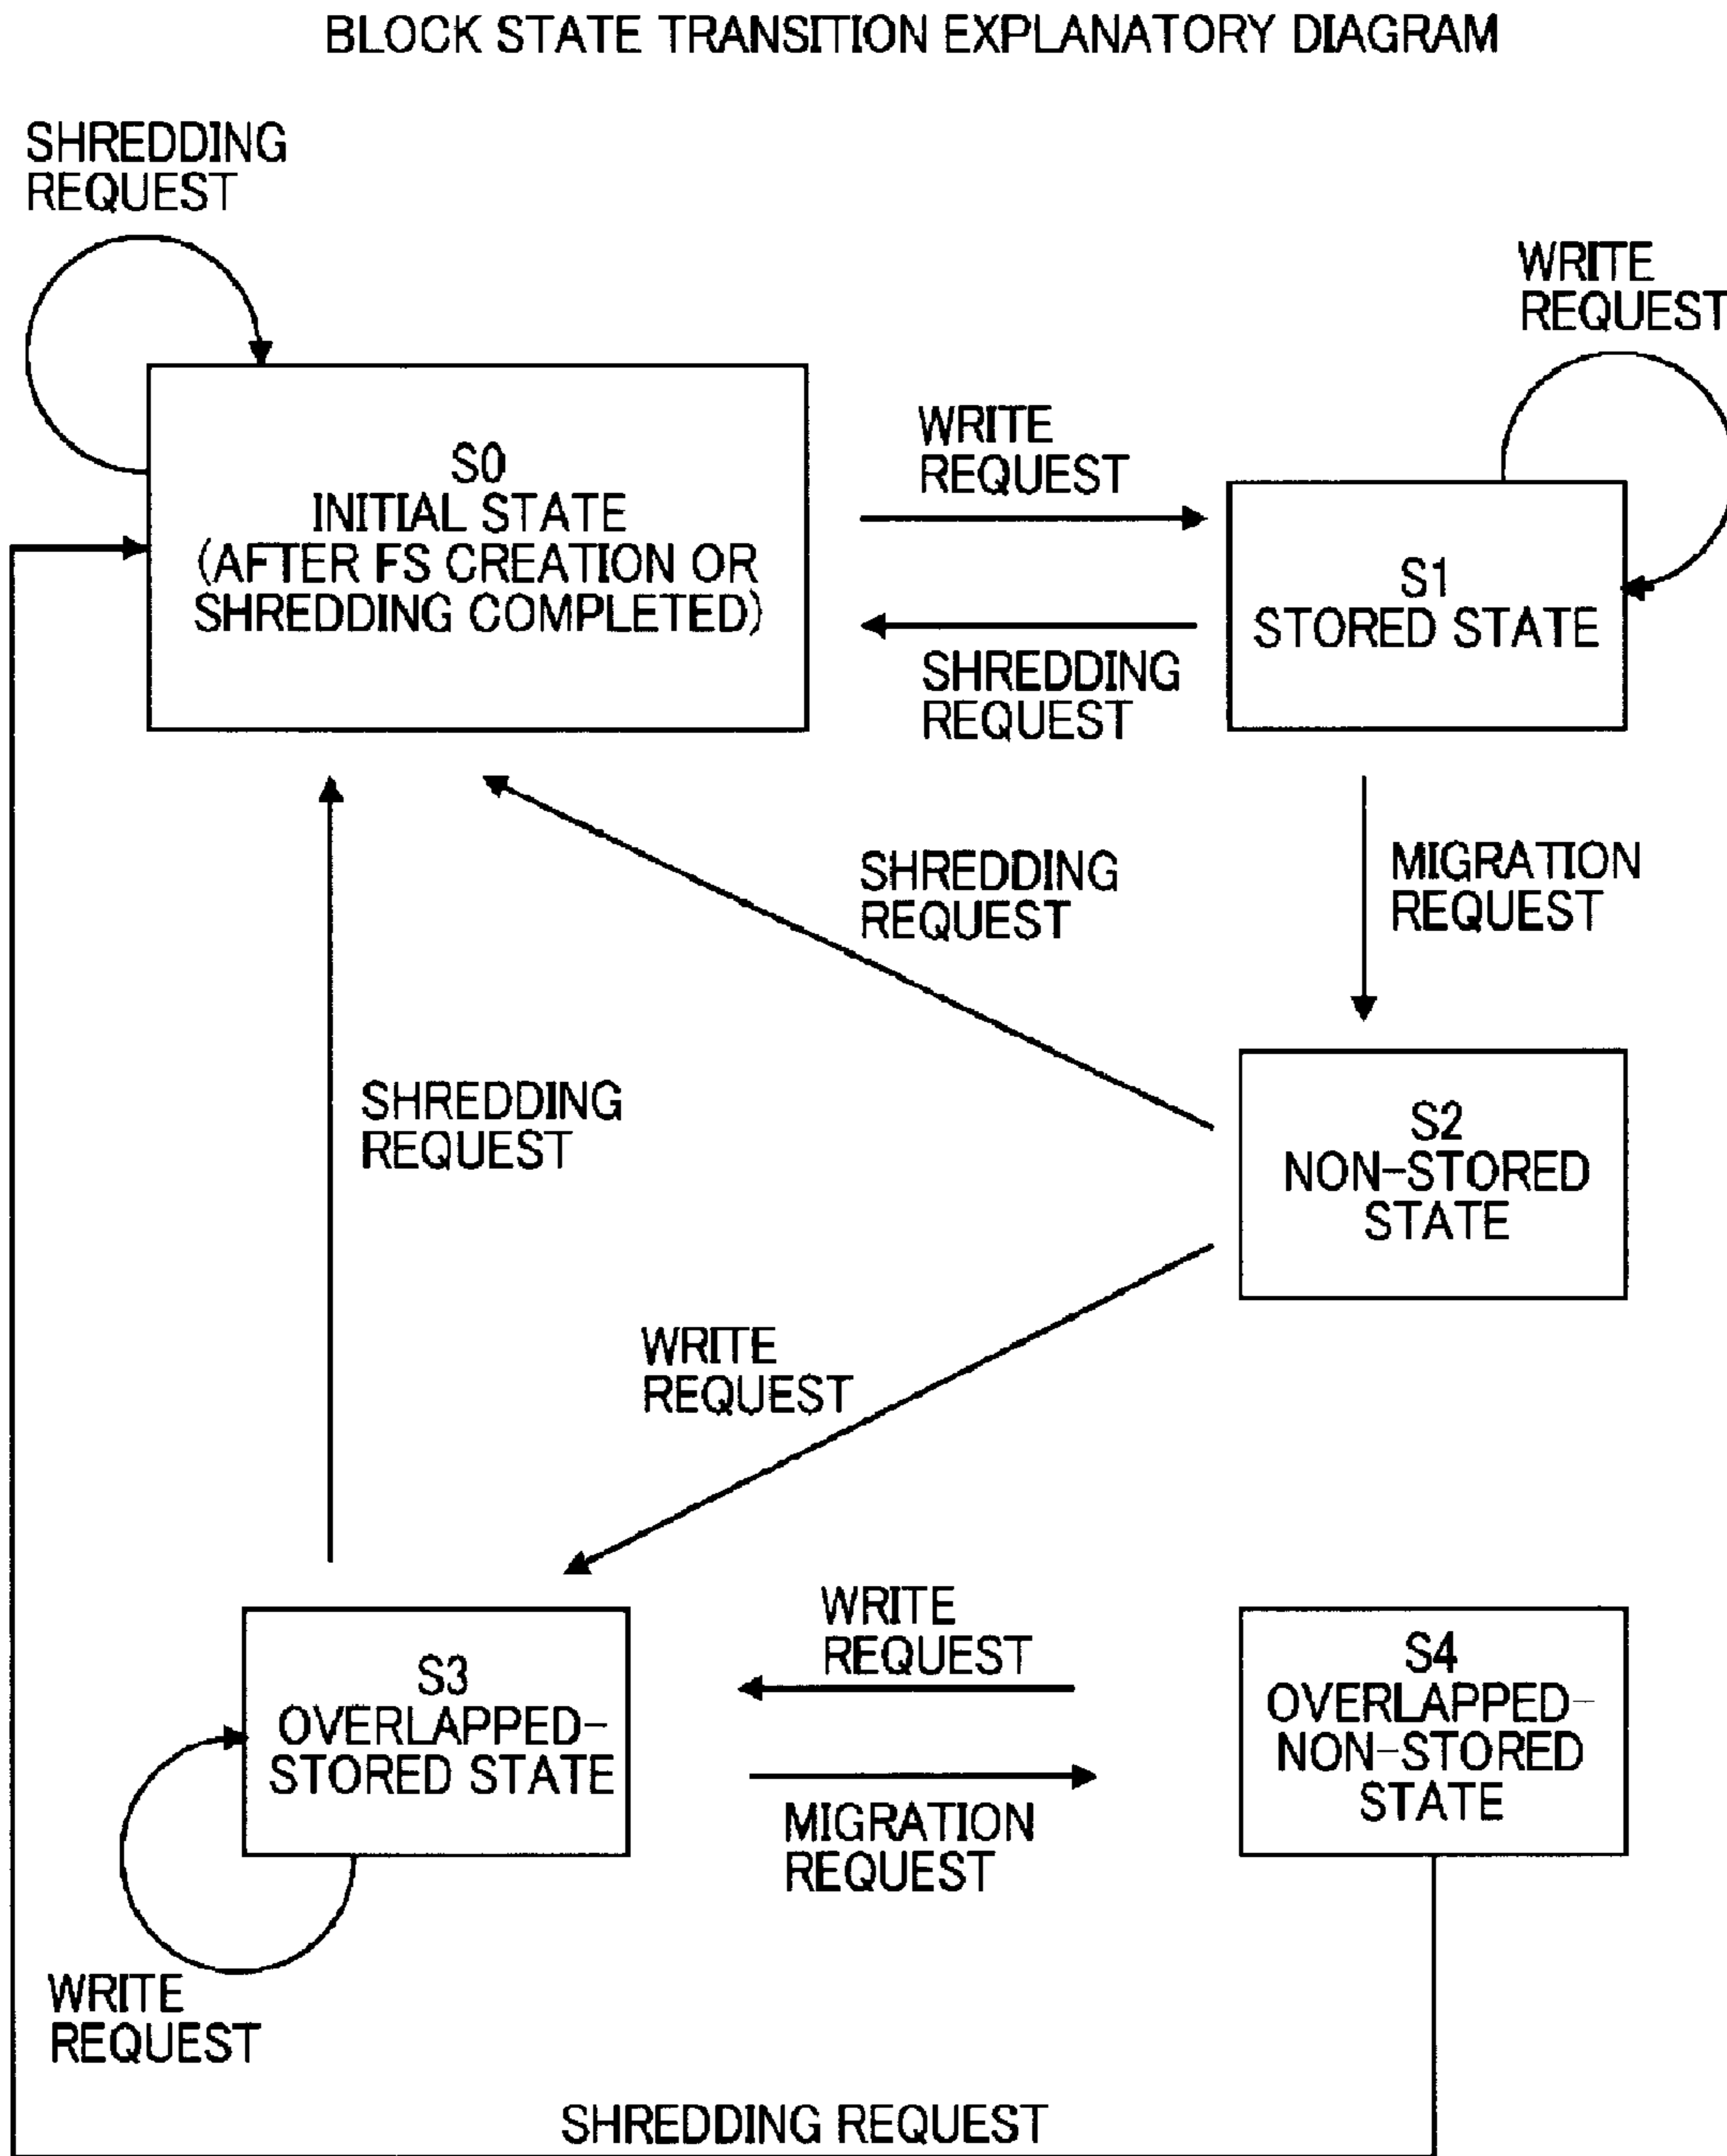 BLOCK STATE TRANSITION EXPLANATORY DIAGRAM
SHREDDING
REQUEST
WRITE
REQUEST
S0
INITIAL STATE
(AFTER FS CREATION OR
SHREDDING COMPLETED)
WRITE
REQUEST
S1
STORED STATE
SHREDDING
REQUEST
SHREDDING
REQUEST
MIGRATION
REQUEST
SHREDDING
REQUEST
S2
NON-STORED
STATE
WRITE
REQUEST
WRITE
REQUEST
S3
OVERLAPPED-
STORED STATE
S4
OVERLAPPED-
NON-STORED
STATE
MIGRATION
REQUEST
WRITE
REQUEST
SHREDDING REQUEST